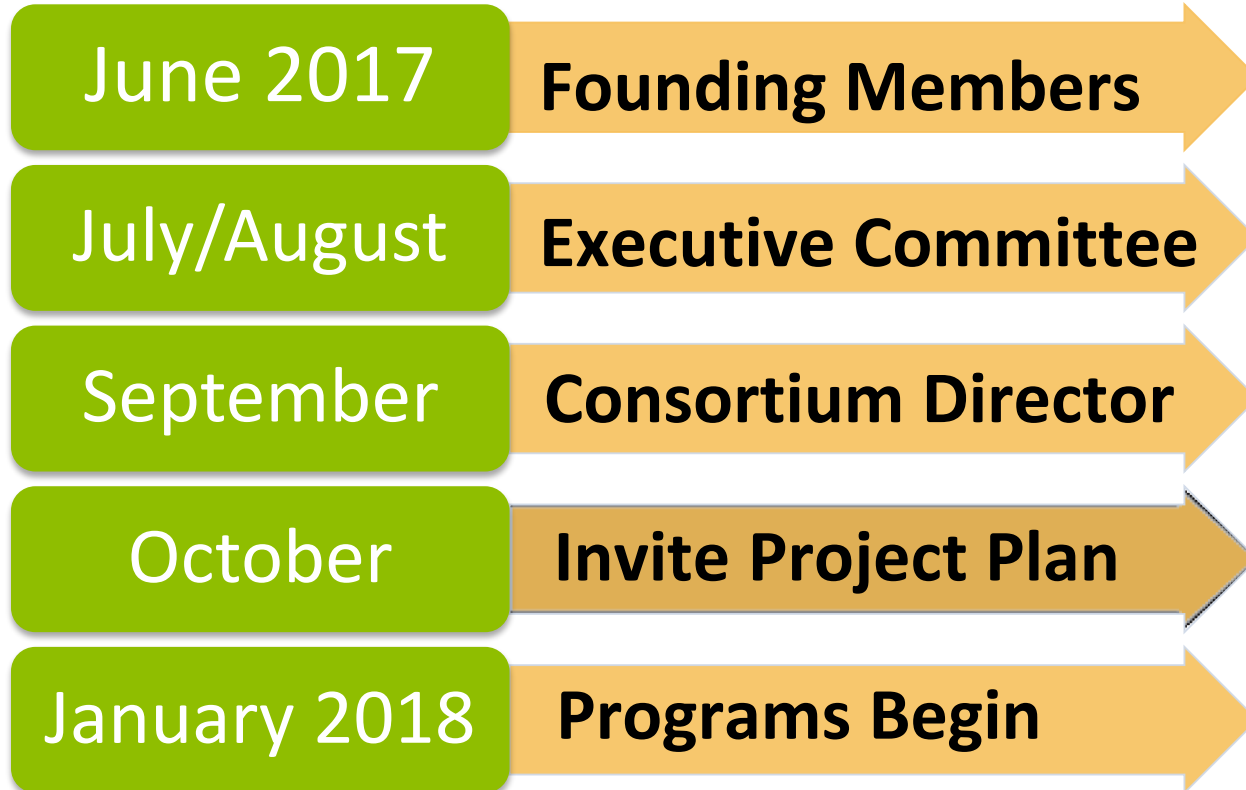 June 2017
Founding Members
July/August
Executive Committee
September
Consortium Director
October
Invite Project Plan
January 2018
Programs Begin